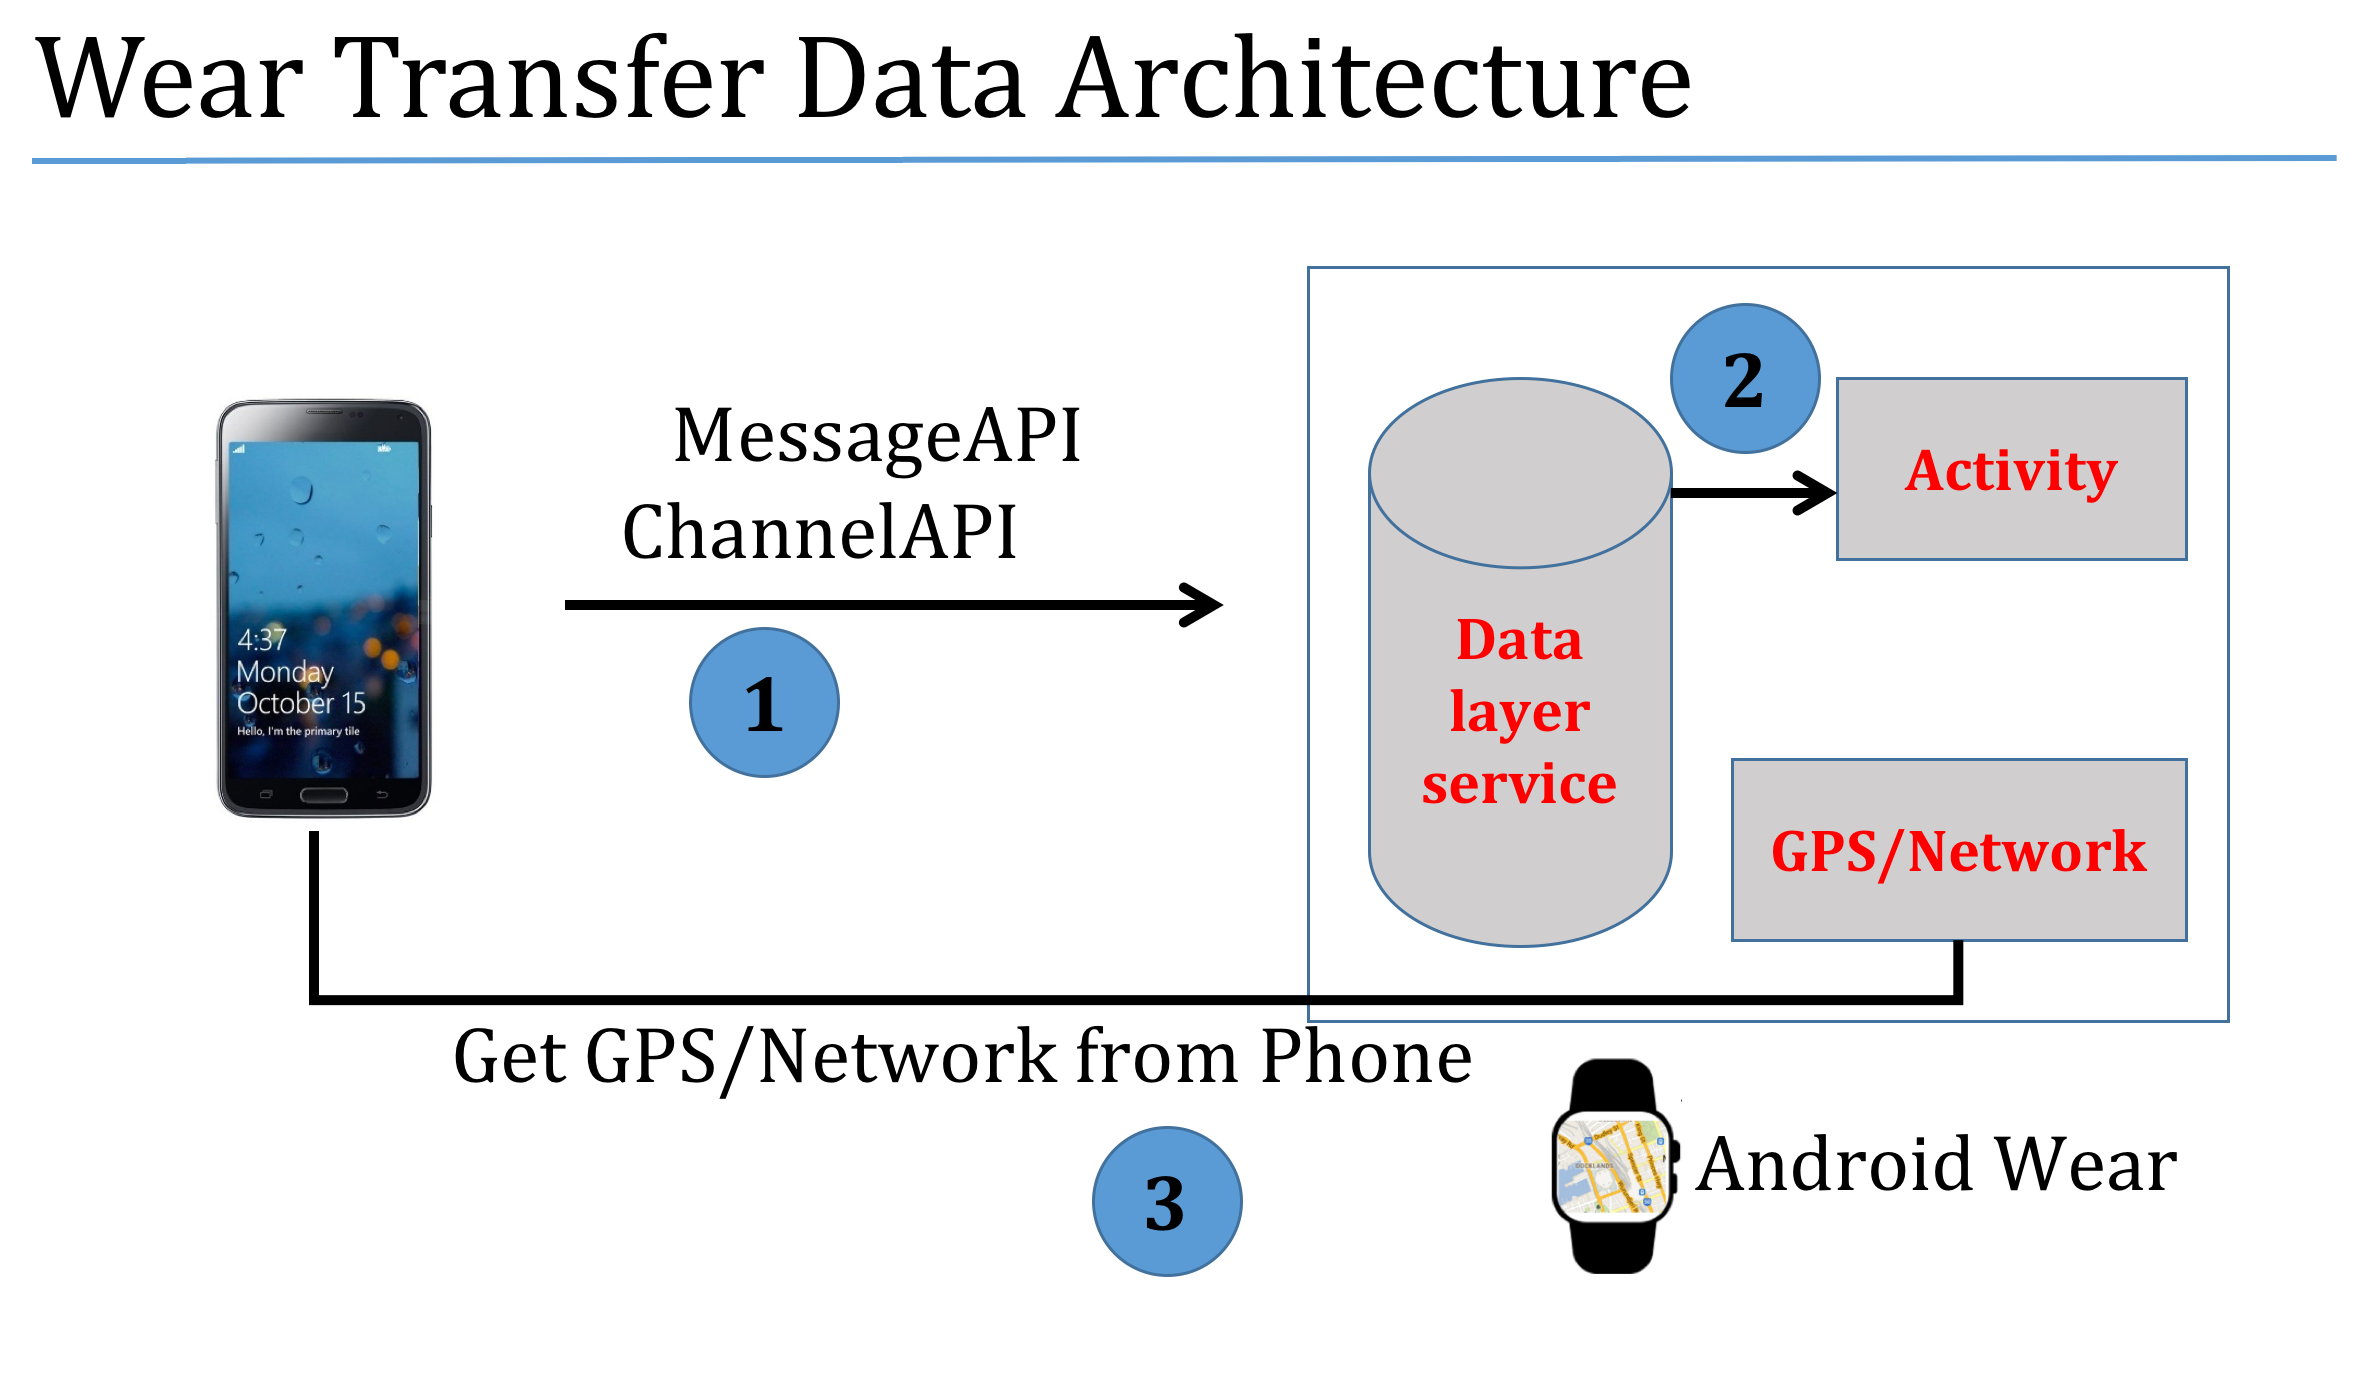 Wear Transfer Data Architecture
MessageAPI
ChannelAPI
1
2
Activity
Data
layer
service
GPS/Network
4:37
Monday
October 15
Hello, I'm the primary tile
Get GPS/Network from Phone
3
Android Wear
DOCKLANDS